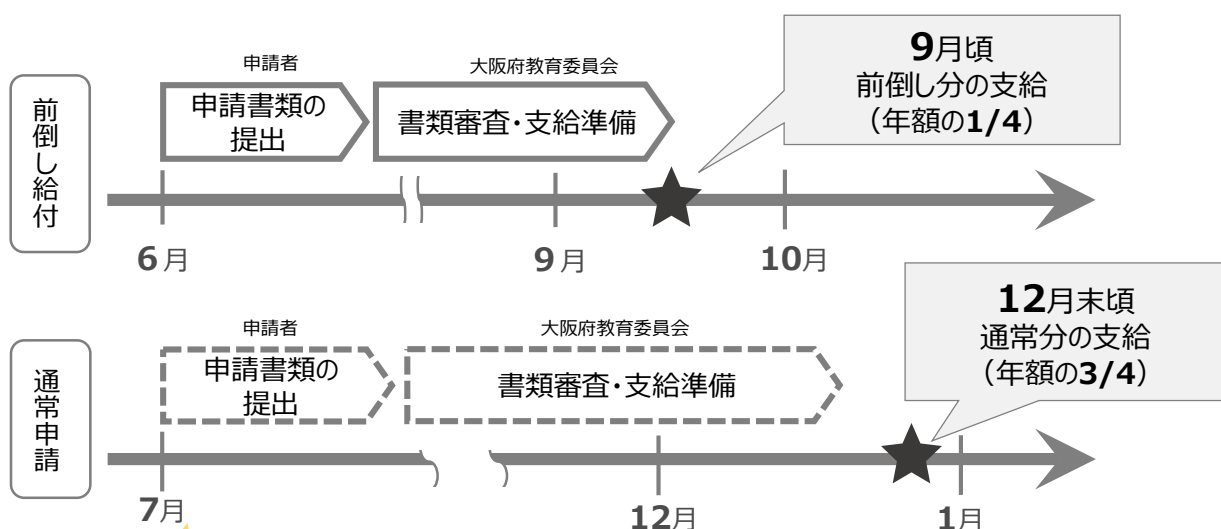 前倒し給付
申請者
申請書類の
提出
大阪府教育委員会
書類審査・支給準備
9月頃
前倒し分の支給
（年額の1/4）
6月
9月
10月
通常申請
申請者
申請書類の
提出
大阪府教育委員会
書類審査・支給準備
12月末頃
通常分の支給
（年額の3/4）
7月
12月
1月